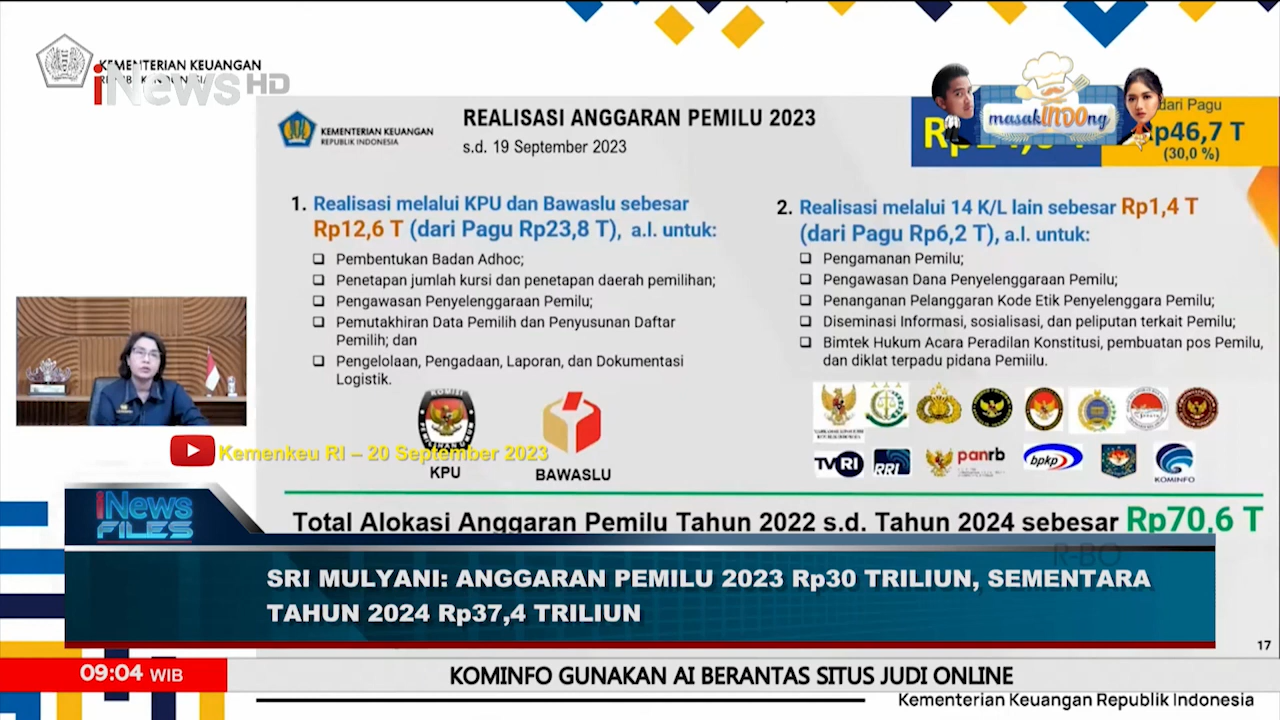 KEMENTERIAN KEUANGAN
iNews HD
KEMENTERIAN KEUANGAN
REPUBLIK INDONESIA
REALISASI ANGGARAN PEMILU 2023
s.d. 19 September 2023
masakINDOng
dari Pagu
Rp46,7 T
(30,0 %)
1. Realisasi melalui KPU dan Bawaslu sebesar
Rp12,6 T (dari Pagu Rp23,8 T), a.l. untuk:
Pembentukan Badan Adhoc;
Penetapan jumlah kursi dan penetapan daerah pemilihan;
Pengawasan Penyelenggaraan Pemilu;
Pemutakhiran Data Pemilih dan Penyusunan Daftar
Pemilih; dan
Pengelolaan, Pengadaan, Laporan, dan Dokumentasi
Logistik.
KPU
BAWASLU
2. Realisasi melalui 14 K/L lain sebesar Rp1,4 T
(dari Pagu Rp6,2 T), a.l. untuk:
Pengamanan Pemilu;
Pengawasan Dana Penyelenggaraan Pemilu;
Penanganan Pelanggaran Kode Etik Penyelenggara Pemilu;
Diseminasi Informasi, sosialisasi, dan peliputan terkait Pemilu;
Bimtek Hukum Acara Peradilan Konstitusi, pembuatan pos Pemilu,
dan diklat terpadu pidana Pemiilu.
TVRI
RRI
panrb
bpkp
KOMINFO
Kemenkeu RI – 20 September 2023
Total Alokasi Anggaran Pemilu Tahun 2022 s.d. Tahun 2024 sebesar Rp70,6 T
iNews
FILES
R-BO
SRI MULYANI: ANGGARAN PEMILU 2023 Rp30 TRILIUN, SEMENTARA
TAHUN 2024 Rp37,4 TRILIUN
17
09:04 WIB
KOMINFO GUNAKAN AI BERANTAS SITUS JUDI ONLINE
Kementerian Keuangan Republik Indonesia